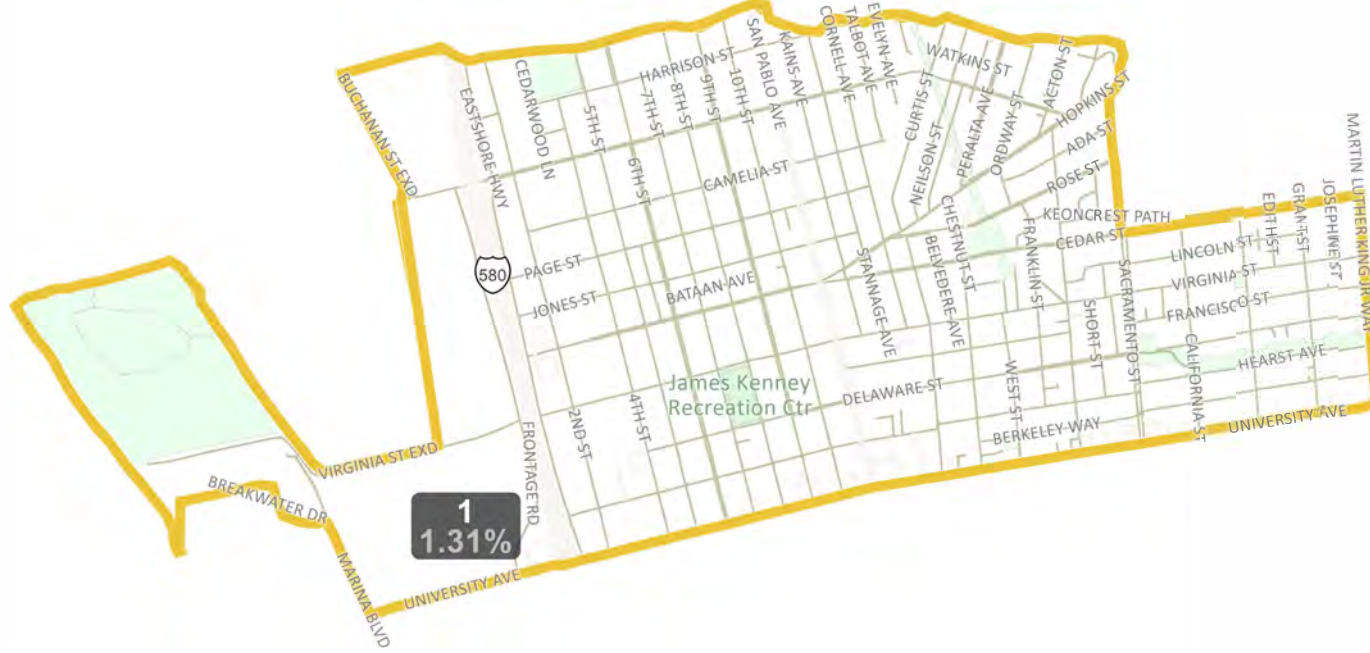 BUCHANAN ST EXD
EASTSHORE HWY
CEDARWOOD LN
5TH ST
HARRISON ST
7TH ST
8TH ST
9TH ST
10TH ST
SAN PABLO AVE
KAINS AVE
CORNELL AVE
TALBOT AVE
EVELYN AVE
WATKINS ST
CURTIS ST
NEILSON ST
PERALTA AVE
ORDWAY ST
ACTON ST
HOPKINS ST
ADA ST
ROSE ST
KEONCREST PATH
CEDAR ST
6TH ST
CAMELIA ST
CHESTNUT ST
BELVEDERE AVE
FRANKLIN ST
STANNAGE AVE
SACRAMENTO ST
SHORT ST
LINCOLN ST
VIRGINIA ST
FRANCISCO ST
EDITH ST
GRANT ST
JOSEPHINE ST
MARTIN LUTHER KING JR WAY
580
PAGE ST
JONES ST
BATAAN AVE
James Kenney
Recreation Ctr
DELAWARE ST
WEST ST
CALIFORNIA ST
HEARST AVE
BERKELEY WAY
UNIVERSITY AVE
2ND ST
4TH ST
FRONTAGE RD
VIRGINIA ST EXD
BREAKWATER DR
1
1.31%
MARINA BLVD
UNIVERSITY AVE